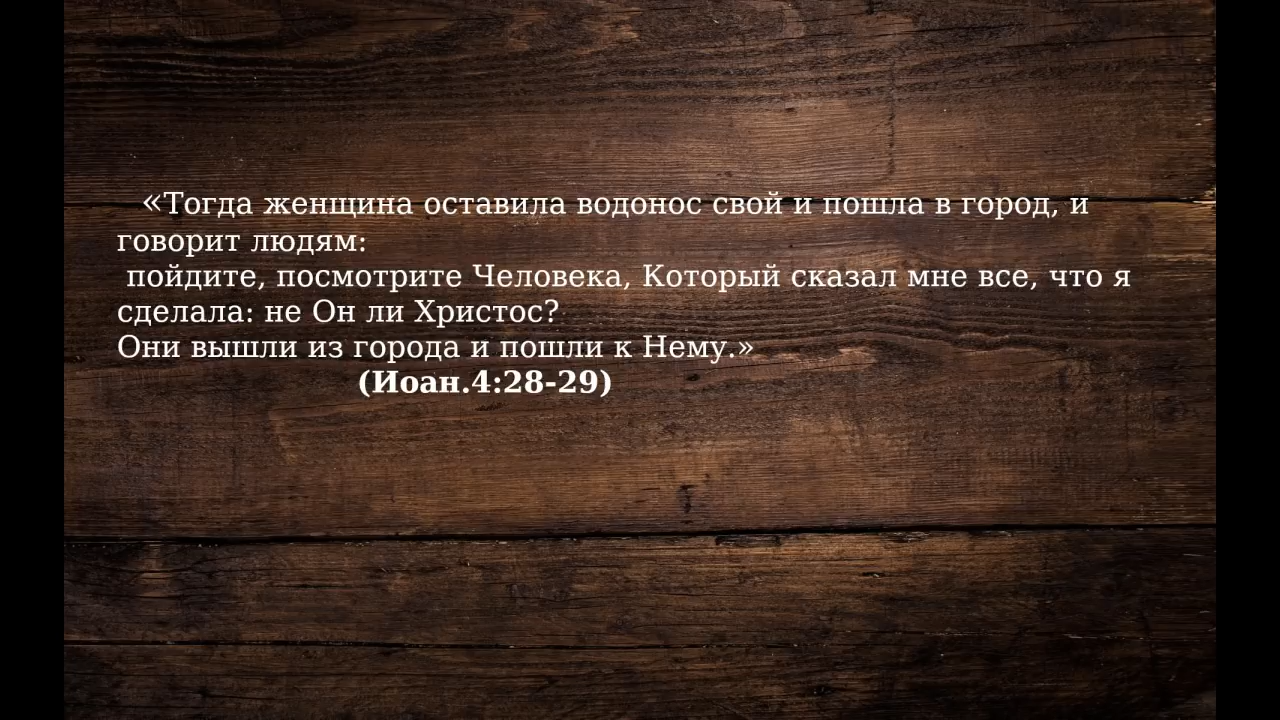 «Тогда женщина оставила водонос свой и пошла в город, и
говорит людям:
пойдите, посмотрите Человека, Который сказал мне все, что я
сделала: не Он ли Христос?
Они вышли из города и пошли к Нему.»
(Иоан.4:28-29)